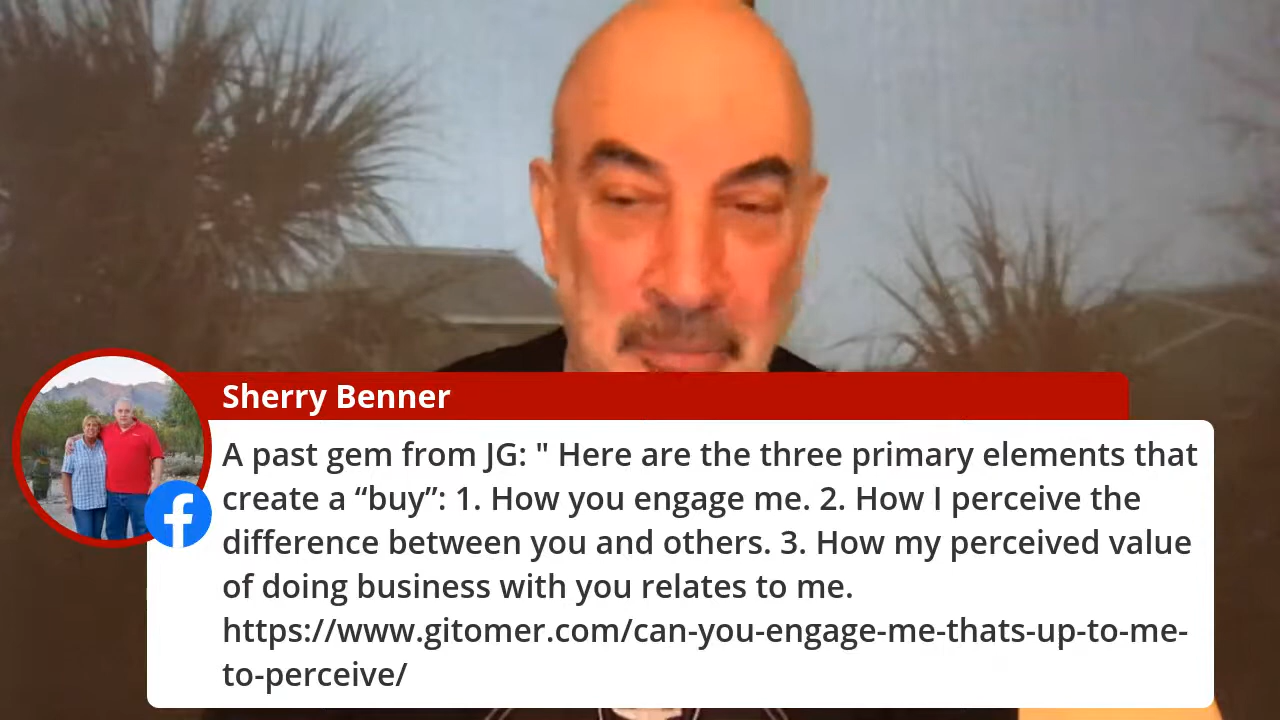 Sherry Benner
A past gem from JG: " Here are the three primary elements that
create a “buy”: 1. How you engage me. 2. How I perceive the
difference between you and others. 3. How my perceived value
of doing business with you relates to me.
https://www.gitomer.com/can-you-engage-me-thats-up-to-me-
to-perceive/